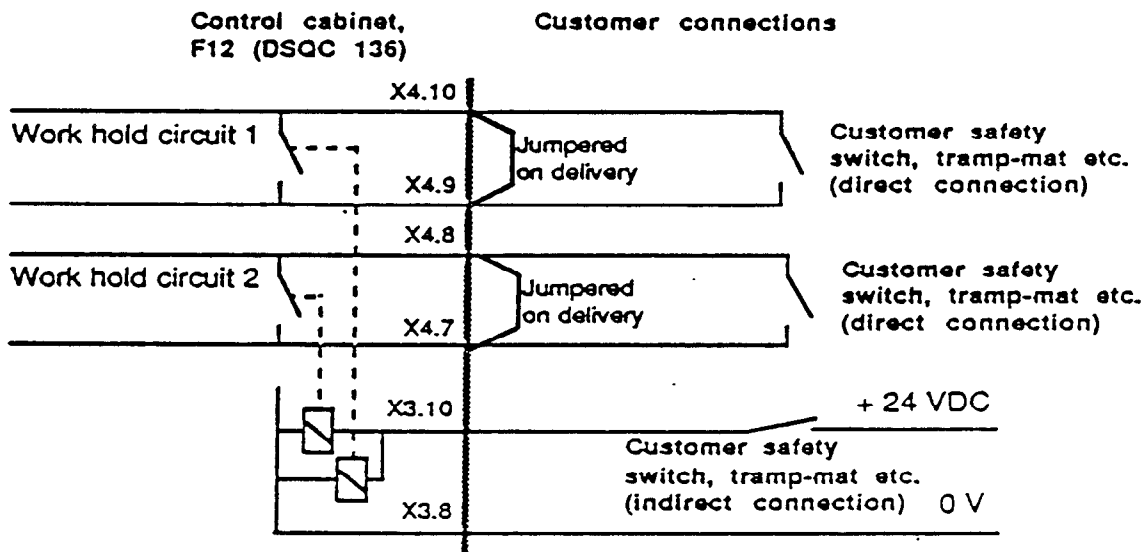 Control cabinet,
F12 (DSQC 136)
Customer connections
X4.10
Work hold circuit 1
Jumpered
on delivery
Customer safety
switch, tramp-mat etc.
(direct connection)
X4.9
X4.8
Work hold circuit 2
Jumpered
on delivery
Customer safety
switch, tramp-mat etc.
(direct connection)
X4.7
X3.10
+ 24 VDC
Customer safety
switch, tramp-mat etc.
(indirect connection)
0 V
X3.8